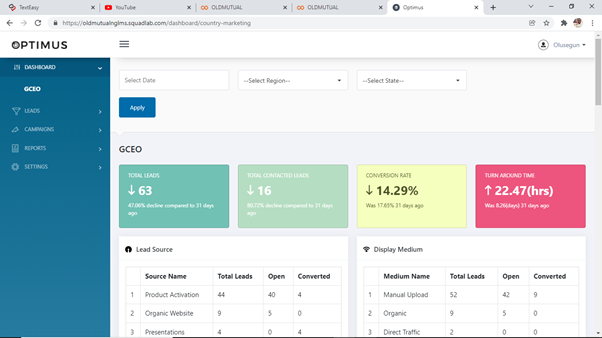 TestEasy
YouTube
OLDMUTUAL
OLDMUTUAL
Optimus
https://oldmutualnglms.squadlab.com/dashboard/country-marketing
OPTIMUS
Olusegun
DASHBOARD
GCEO
LEADS
CAMPAIGNS
REPORTS
SETTINGS
Select Date
--Select Region--
--Select State--
Apply
GCEO
TOTAL LEADS
63
47.06% decline compared to 31 days
ago
TOTAL CONTACTED LEADS
16
80.72% decline compared to 31 days
ago
CONVERSION RATE
14.29%
Was 17.65% 31 days ago
TURN AROUND TIME
22.47(hrs)
Was 8.26(days) 31 days ago
Lead Source
Source Name Total Leads Open Converted
1 Product Activation 44 40 4
2 Organic Website 9 5 0
3 Presentations 4 0 4
Display Medium
Medium Name Total Leads Open Converted
1 Manual Upload 52 42 9
2 Organic 9 5 0
3 Direct Traffic 2 0 0